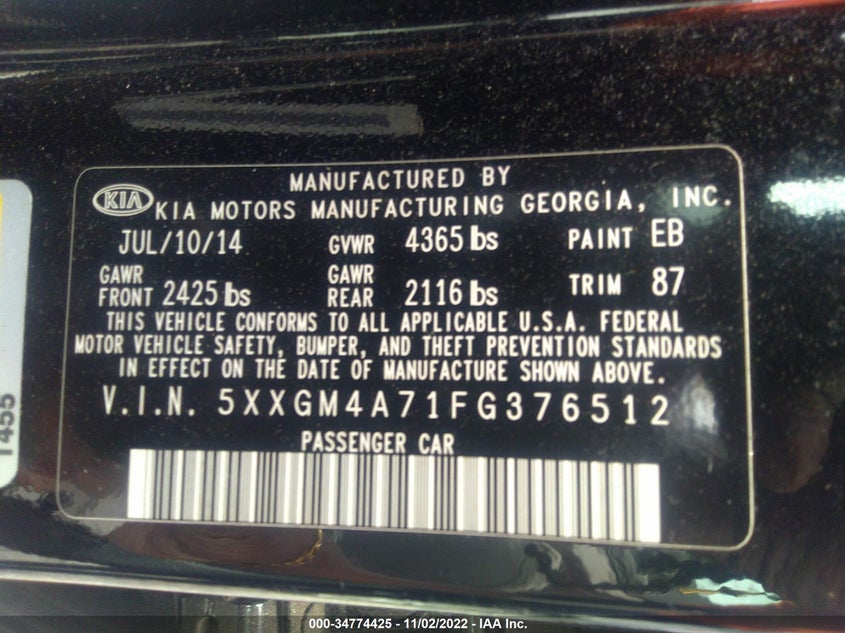 MANUFACTURED BY
KIA KIA MOTORS MANUFACTURING GEORGIA, INC.
JUL/10/14 GVWR 4365 lbs PAINT EB
GAWR FRONT 2425 lbs GAWR REAR 2116 lbs TRIM 87
THIS VEHICLE CONFORMS TO ALL APPLICABLE U.S.A. FEDERAL
MOTOR VEHICLE SAFETY, BUMPER, AND THEFT PREVENTION STANDARDS
IN EFFECT ON THE DATE OF MANUFACTURE SHOWN ABOVE.
V.I.N. 5XXGM4A71FG376512
PASSENGER CAR
1455
000-34774425 - 11/02/2022 - IAA Inc.